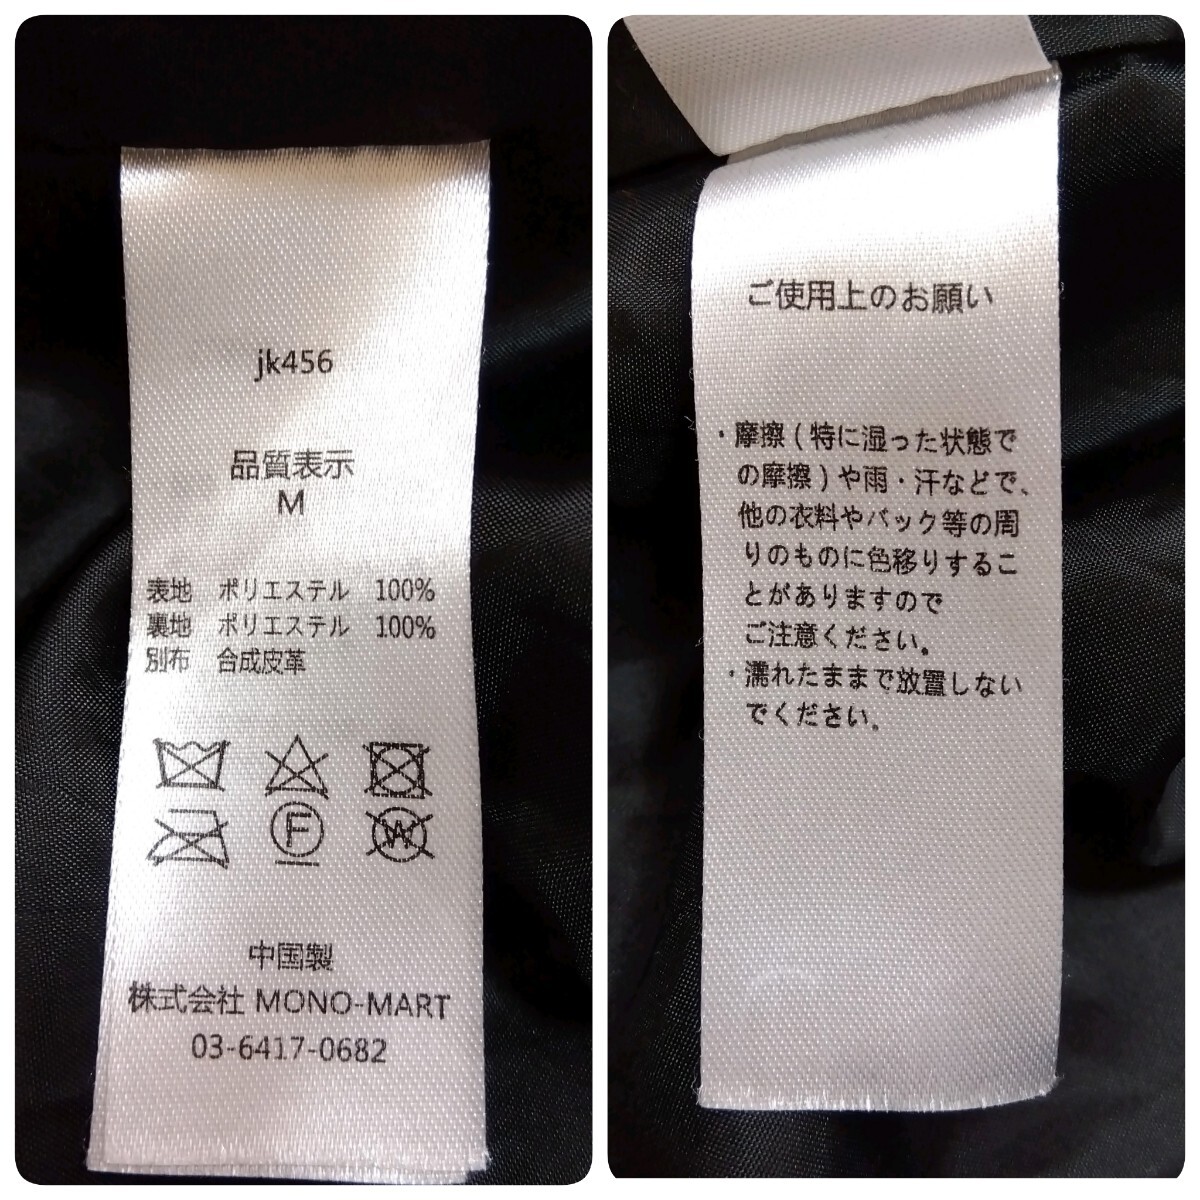 jk456
品質表示
M
表地 ポリエステル 100%
裏地 ポリエステル 100%
別布 合成皮革
F
W
中国製
株式会社 MONO-MART
03-6417-0682
ご使用上のお願い
・摩擦(特に湿った状態で
の摩擦)や雨・汗などで、
他の衣料やバック等の周
りのものに色移りするこ
とがありますので
ご注意ください。
・濡れたままで放置しない
でください。